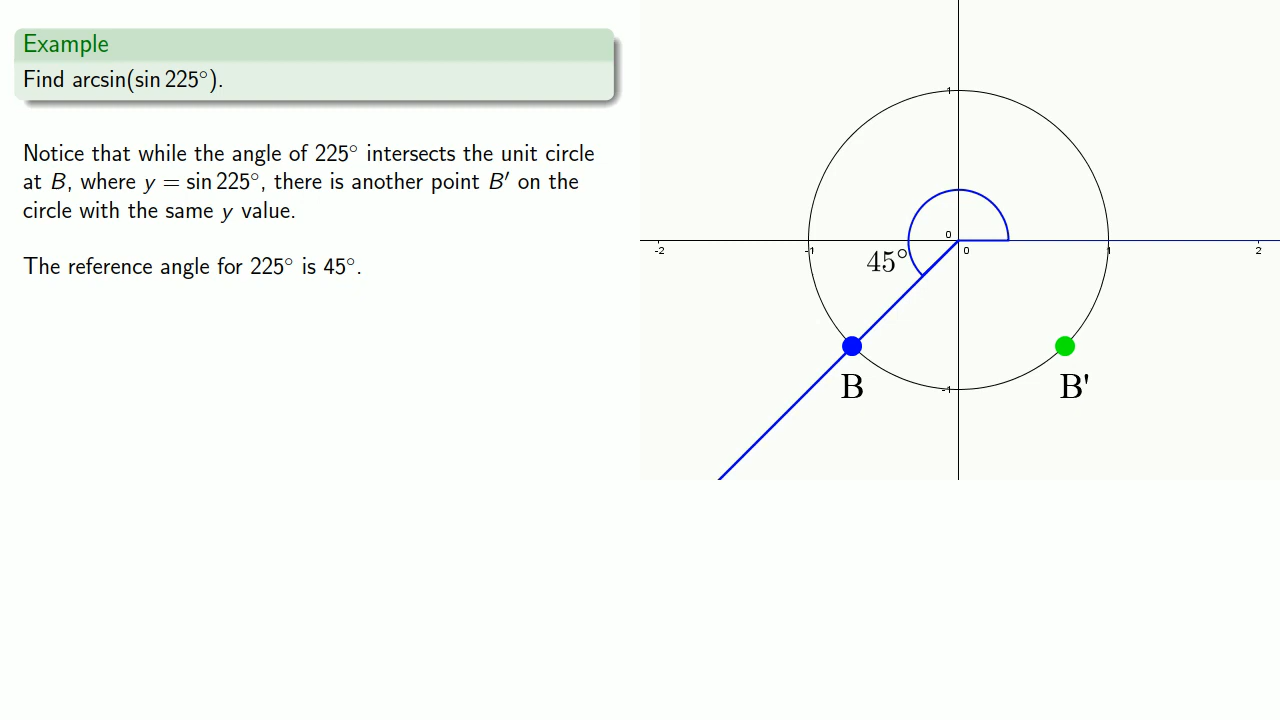 Example
Find arcsin(sin 225°).
Notice that while the angle of 225° intersects the unit circle
at B, where y = sin 225°, there is another point B′ on the
circle with the same y value.
The reference angle for 225° is 45°.
1
0
-2
-1
0
1
2
45°
B
B'
-1